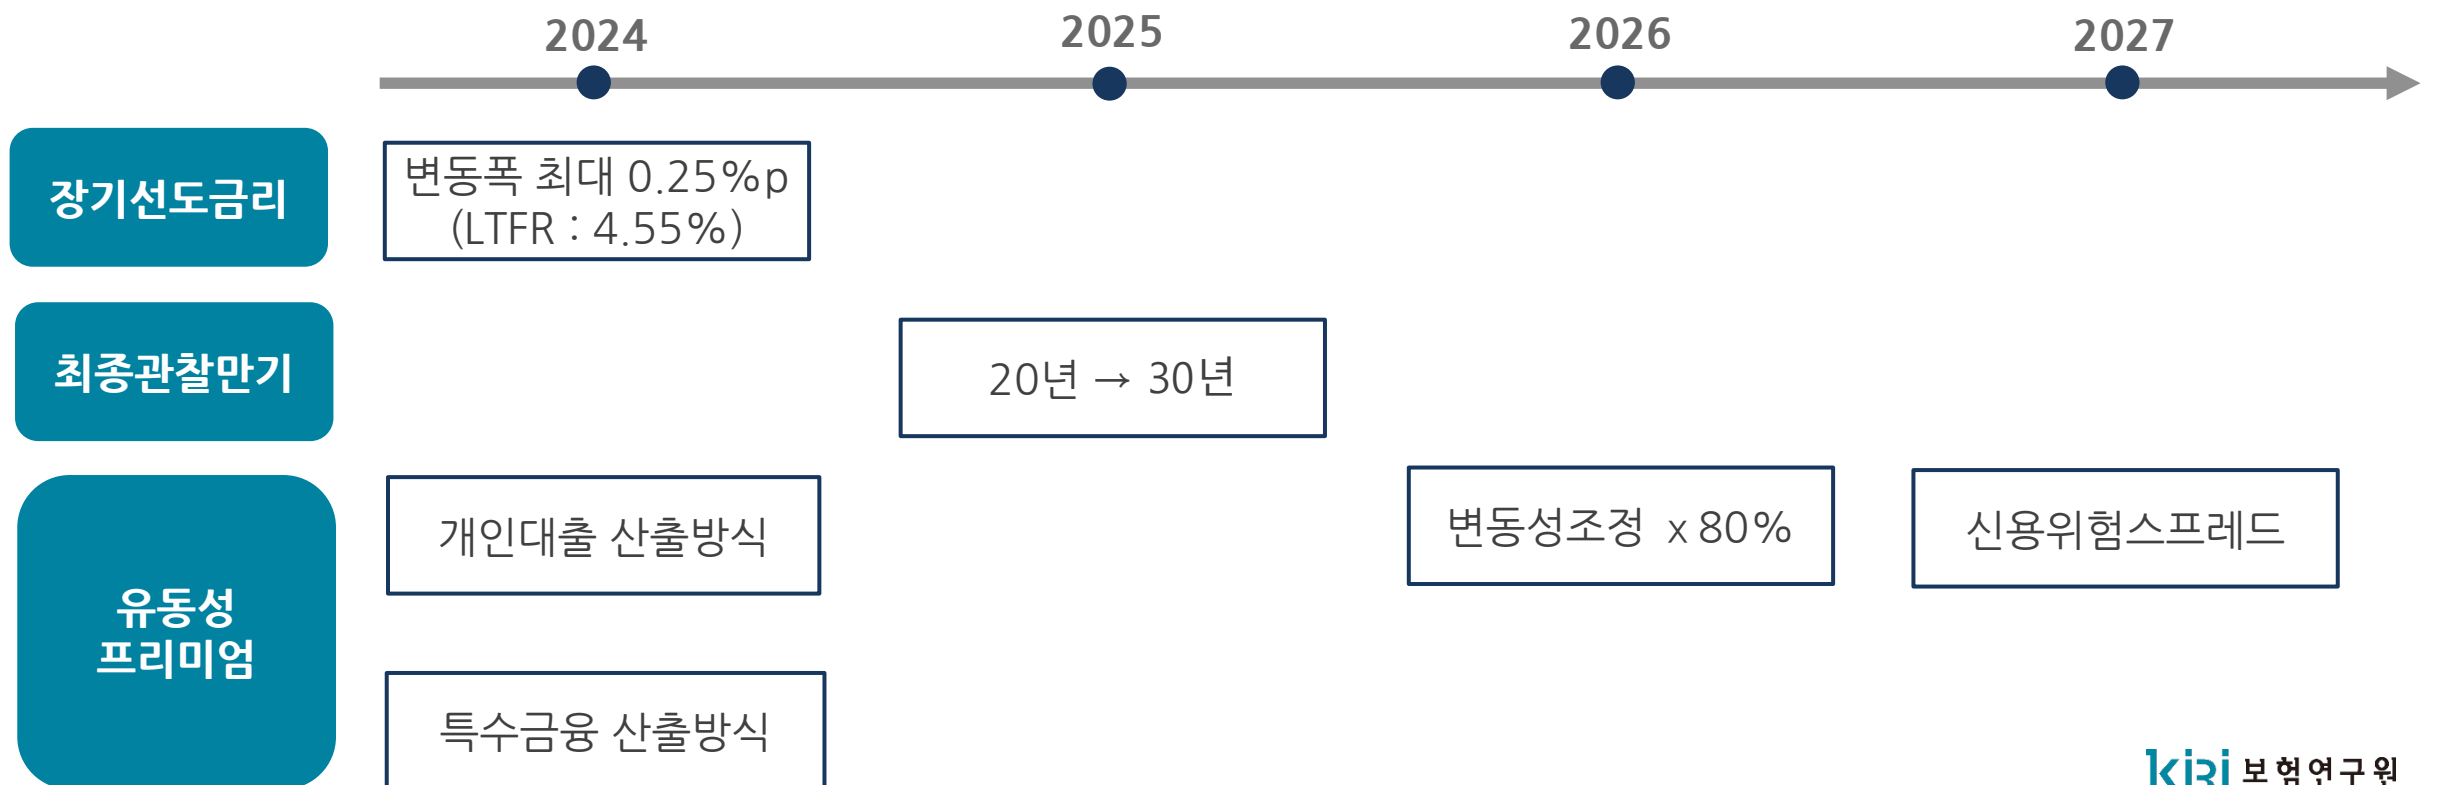 2024
2025
2026
2027
장기선도금리
변동폭 최대 0.25%p
(LTFR : 4.55%)
최종관찰만기
20년 → 30년
유동성
프리미엄
개인대출 산출방식
변동성조정 x 80%
신용위험스프레드
특수금융 산출방식
kiri 보험연구원